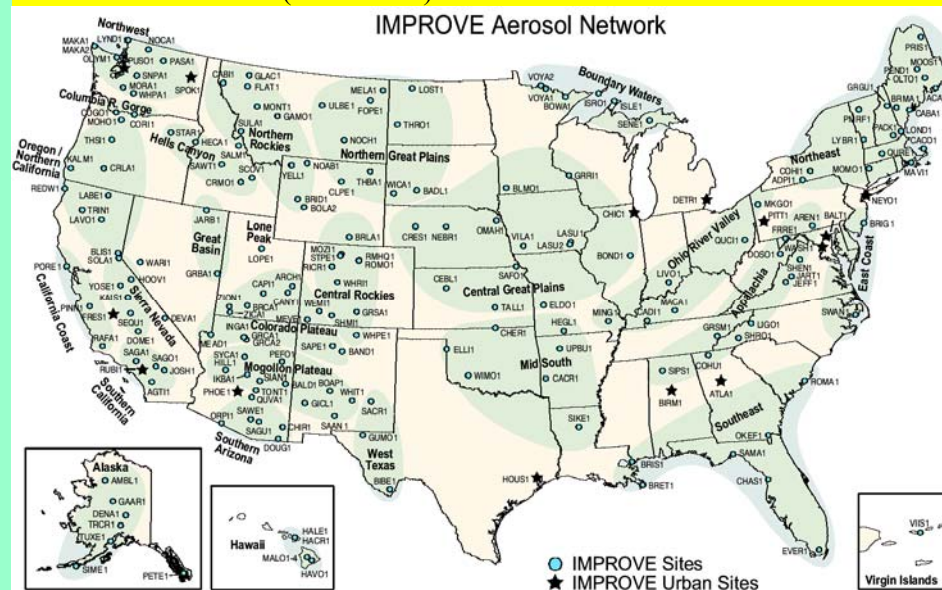 IMPROVE Aerosol Network
Northwest
LYND1
NOCA1
MAKA1
MAKA2
OLYM1
PUSO1
PASA1
SNPA1
MORA1
WHPA1
SPOK1
Columbia R. Gorge
COGO1
MOHO1
CORI1
THSI1
STAR1
HECA1
Hells Canyon
SAWT1
Oregon /
Northern
California
KALM1
CRLA1
REDW1
LABE1
TRIN1
LAVO1
CABI1
GLAC1
FLAT1
MONT1
GAMO1
SULA1
SALM1
SCOV1
CRMO1
Northern
Rockies
ULBE1
MELA1
FOPE1
NOCH1
LOST1
THRO1
Northern Great Plains
NOAB1
YELL1
THBA1
CLPE1
WICA1
BADL1
BRID1
BOLA2
BRLA1
CRES1
NEBR1
OMAH1
VOYA2
VOYA1
BOWA1
Boundary Waters
ISRO1
ISLE1
SENE1
BLMO1
GRRI1
VILA1
LASU1
LASU2
DETR1
CHIC1
BOND1
PRIS1
MOOS1
PEND1
OLTO1
GRGU1
BRMA1
CABA1
PMRF1
PACK1
LOND1
CACO1
LYBR1
Northeast
COHI1
ADPI1
MOMO1
QURE1
MAVI1
NEYO1
BRIG1
MKGO1
PITT1
AREN1
BALT1
FRRE1
WASH1
DOSO1
SHEN1
JART1
JEFF1
East Coast
SWAN1
QUCI1
Ohio River Valley
LIVO1
MACA1
CADI1
Appalachia
LIGO1
SHRO1
GRSM1
COHU1
ROMA1
SIPS1
BIRM1
ATLA1
Southeast
OKEF1
SAMA1
CHAS1
EVER1
JARB1
Great
Basin
Lone
Peak
LOPE1
GRBA1
WARI1
BLIS1
SOLA1
HOOV1
YOSE1
KAIS1
PORE1
PINN1
FRES1
SEQU1
DOME1
DEVA1
Sierra Nevada
California Coast
RAFA1
SAGA1
SAGO1
JOSH1
RUBI1
AGTI1
Southern
California
MOZI1
STPE1
RICR1
RMHQ1
ROMO1
ARCH1
CAPI1
CANY1
WHRI1
WEMI1
MEVE1
SHMI1
GRSA1
Central Rockies
ZION1
ZICA1
BRCA1
Colorado Plateau
INGA1
MEAD1
GRCA1
GRCA2
SAPE1
WHPE1
BAND1
SYCA1
HILL1
PEFO1
Mogollon Plateau
IKBA1
SIAN1
PHOE1
TONT1
QUVA1
BALD1
BOAP1
WHIT1
GICL1
SACR1
ORPI1
SAWE1
SAGU1
CHIR1
DOUG1
SAAN1
GUMO1
Southern
Arizona
West
Texas
BIBE1
CEBL1
SAFO1
Central Great Plains
TALL1
CHER1
ELLI1
WIMO1
ELDO1
HEGL1
MING1
UPBU1
Mid South
CACR1
SIKE1
HOUS1
BRIS1
BRET1
Alaska
AMBL1
GAAR1
DENA1
TRCR1
TUXE1
SIME1
PETE1
Hawaii
HALE1
HACR1
MALO1-4
HAVO1
VIIS1
Virgin Islands
IMPROVE Sites
IMPROVE Urban Sites